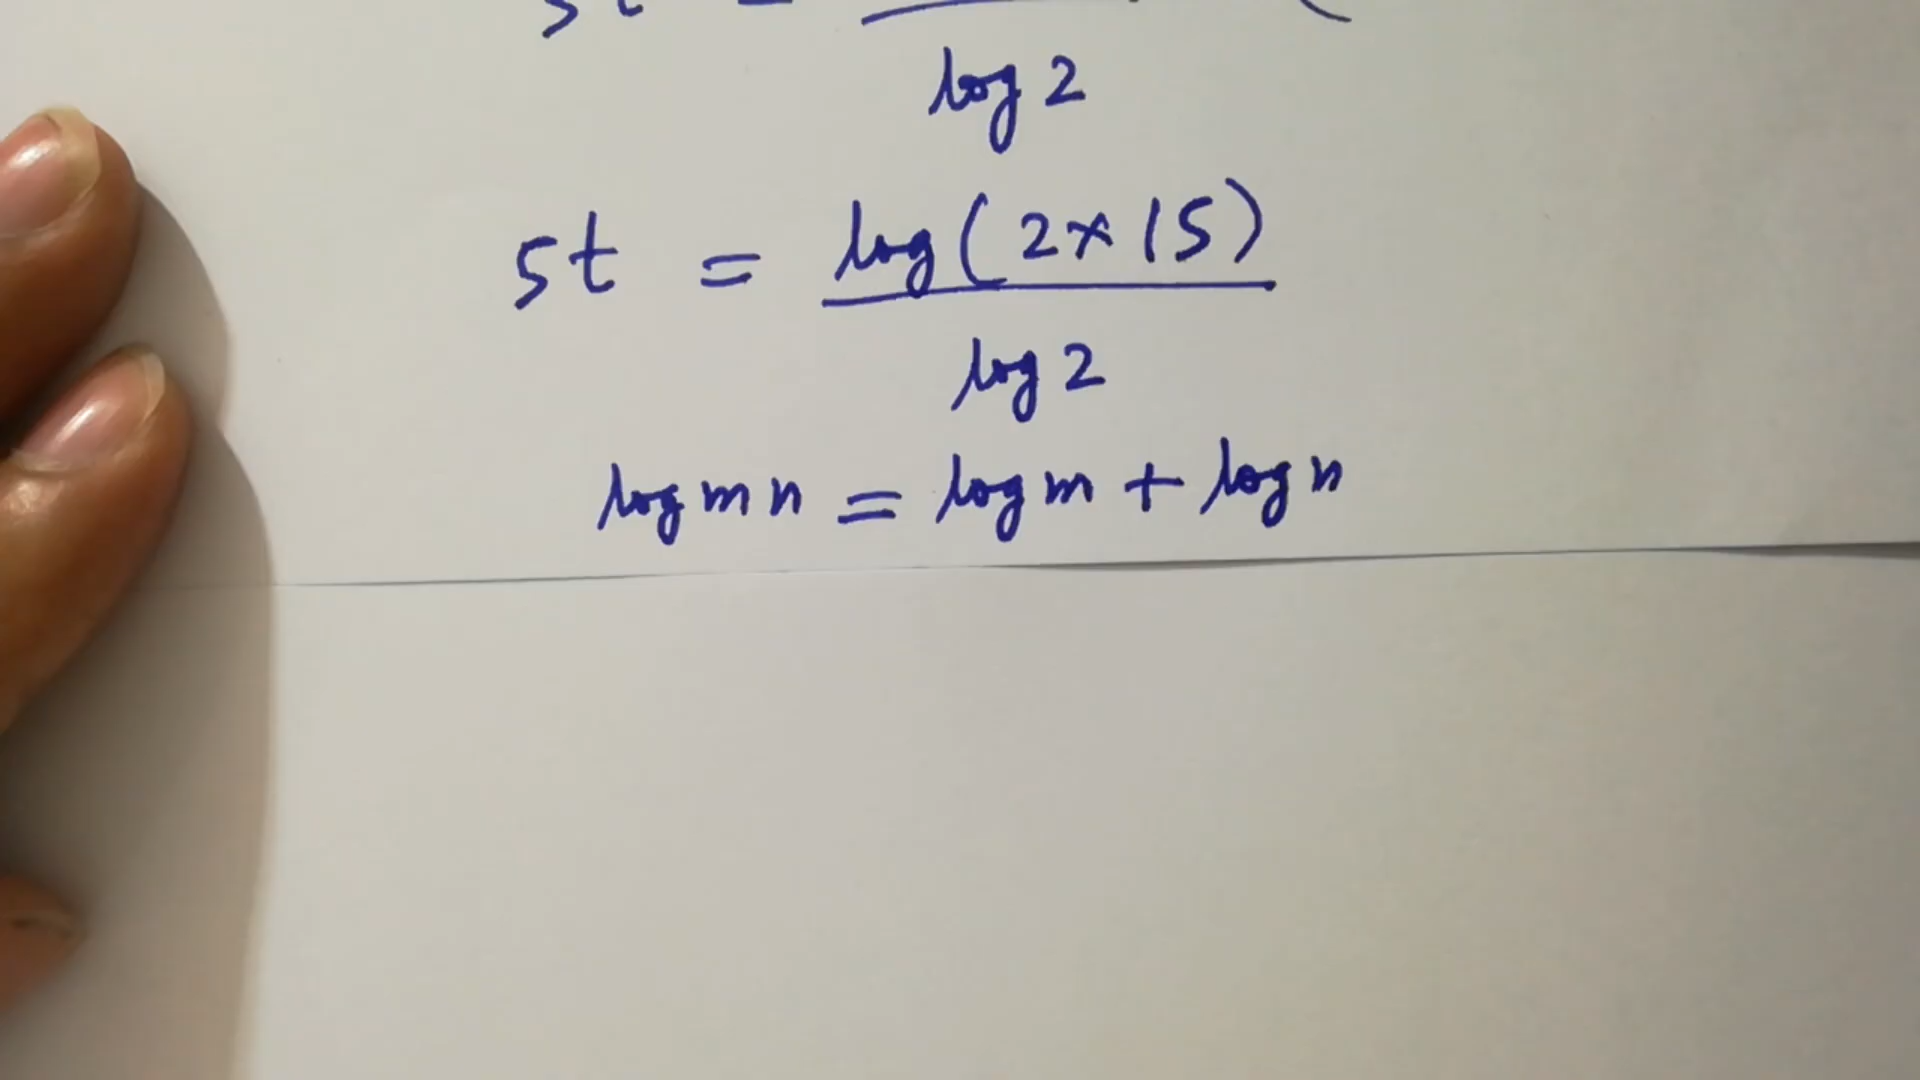 log 2
5t = log(2×15)
log 2
log mn = log m + log n